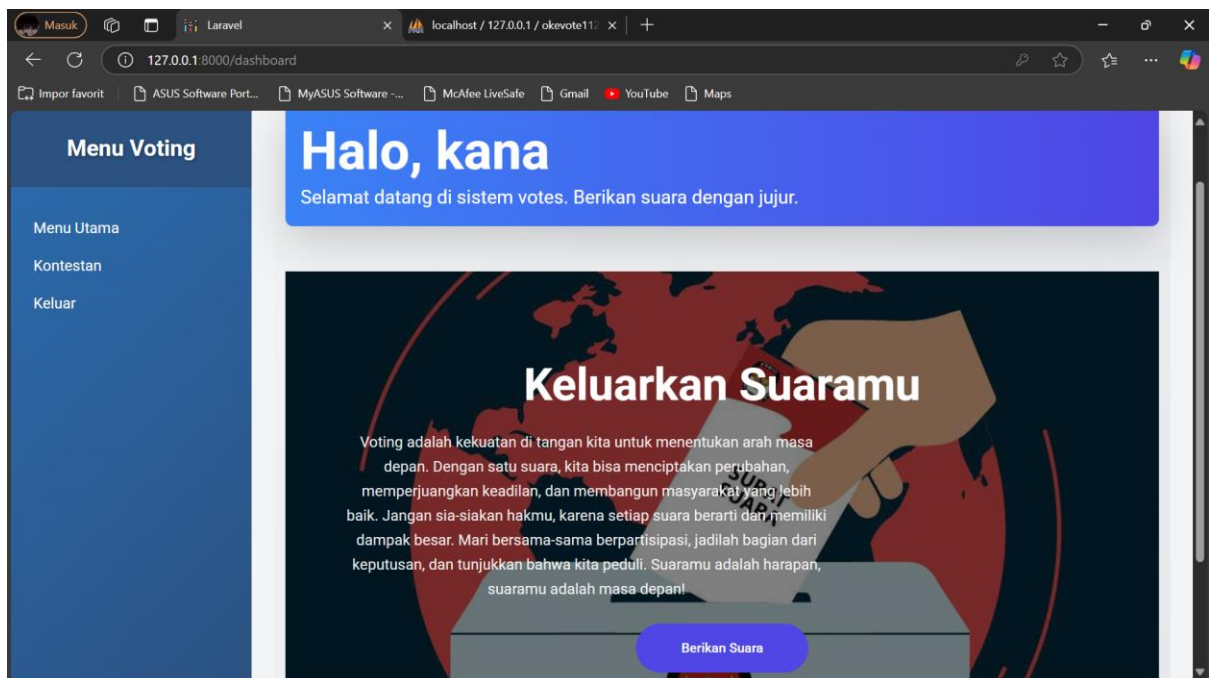 Masuk
Laravel
localhost / 127.0.0.1 / okevote112
127.0.0.1:8000/dashboard
Impor favorit
ASUS Software Port...
MyASUS Software -...
McAfee LiveSafe
Gmail
YouTube
Maps
Menu Voting
Menu Utama
Kontestan
Keluar
Halo, kana
Selamat datang di sistem votes. Berikan suara dengan jujur.
Keluarkan Suaramu
Voting adalah kekuatan di tangan kita untuk menentukan arah masa
depan. Dengan satu suara, kita bisa menciptakan perubahan,
memperjuangkan keadilan, dan membangun masyarakat yang lebih
baik. Jangan sia-siakan hakmu, karena setiap suara berarti dan memiliki
dampak besar. Mari bersama-sama berpartisipasi, jadilah bagian dari
keputusan, dan tunjukkan bahwa kita peduli. Suaramu adalah harapan,
suaramu adalah masa depan!
SURAT
SUARA
Berikan Suara